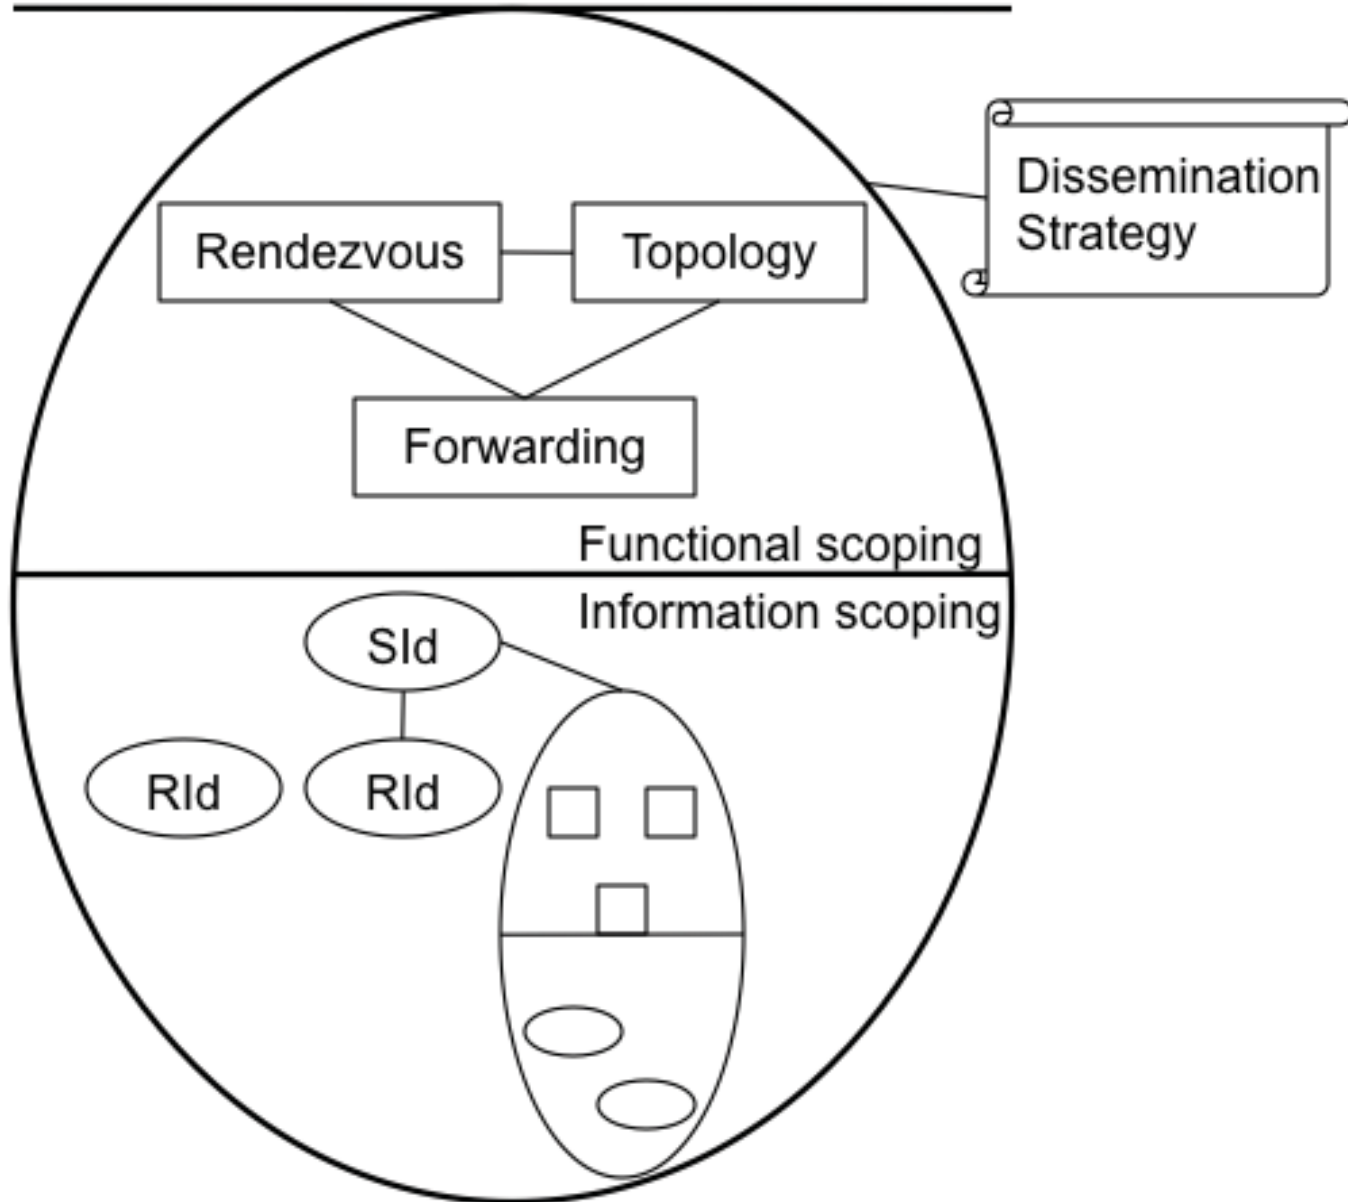 Dissemination
Strategy
Rendezvous
Topology
Forwarding
Functional scoping
Information scoping
SId
RId
RId